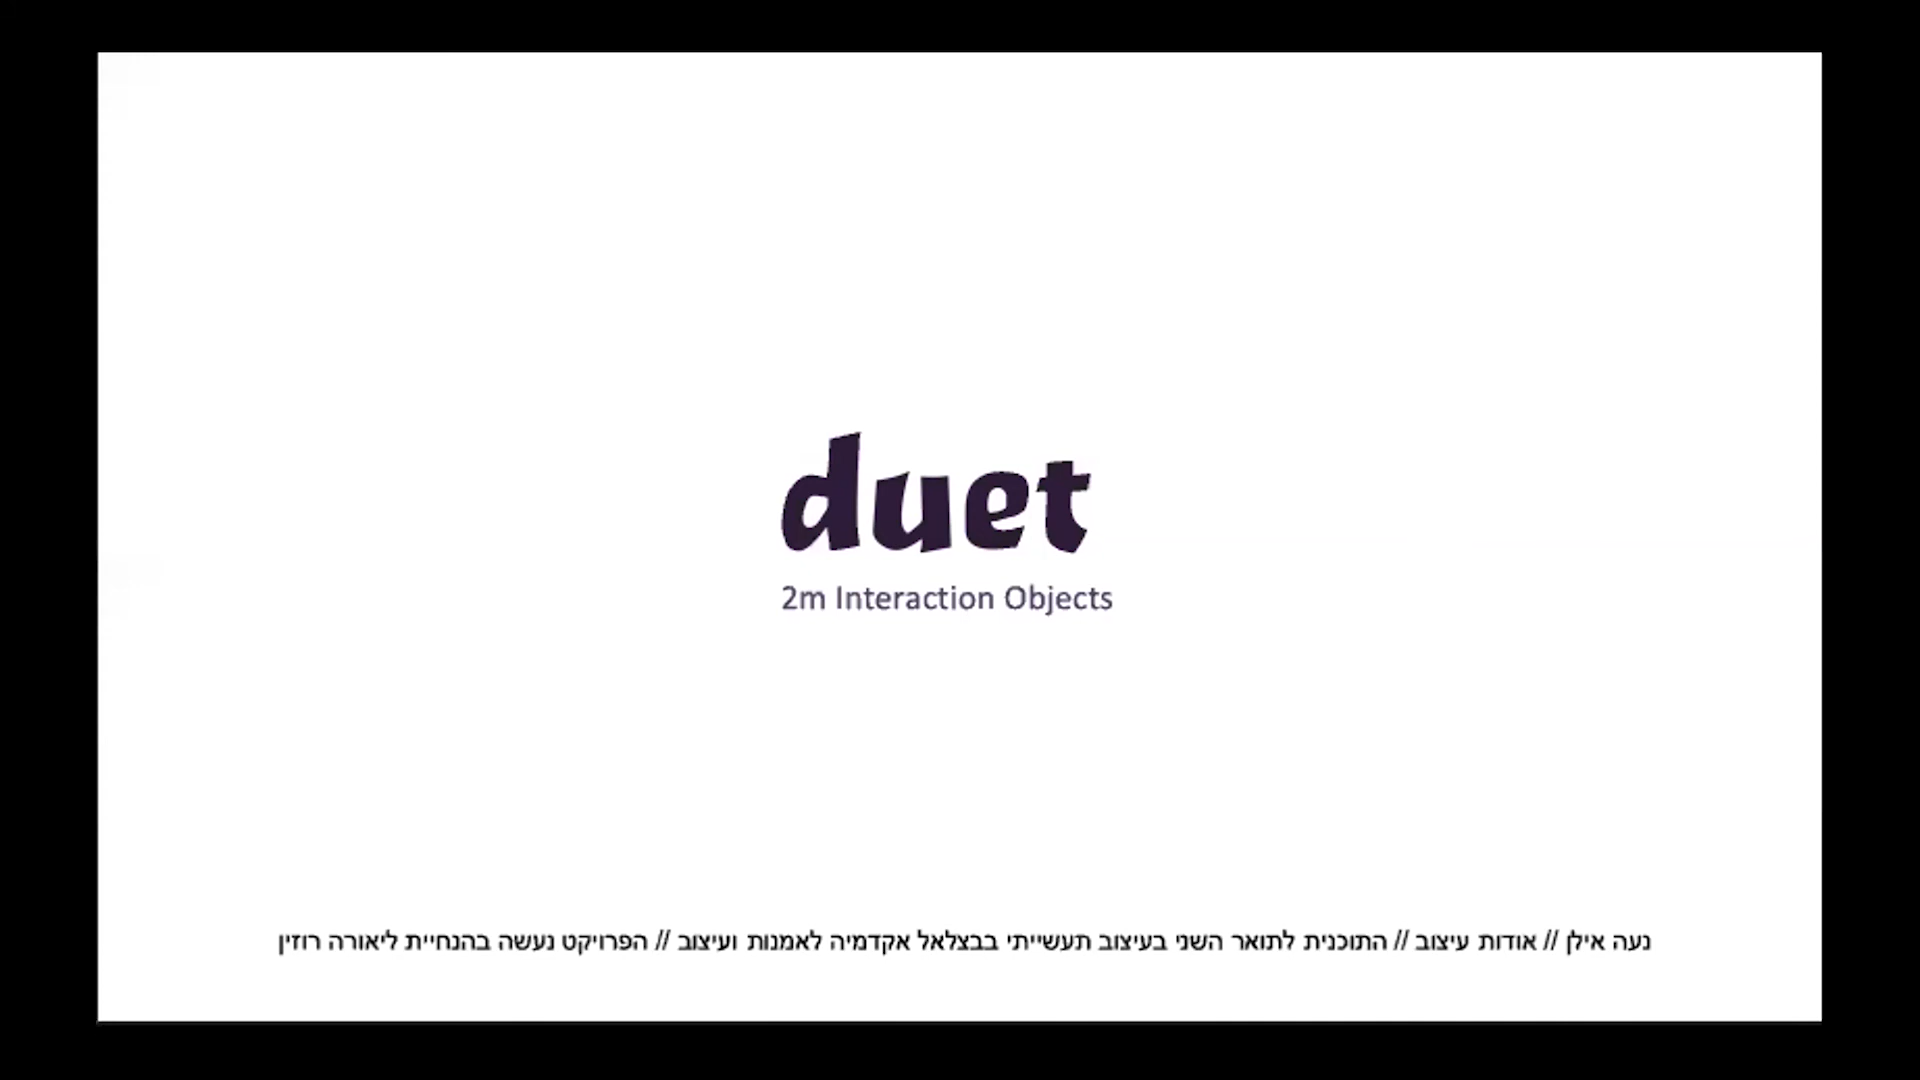 duet
2m Interaction Objects
נעה אילן // אודות עיצוב // התוכנית לתואר השני בעיצוב תעשייתי בבצלאל אקדמיה לאמנות ועיצוב // הפרויקט נעשה בהנחיית ליאורה רוזין